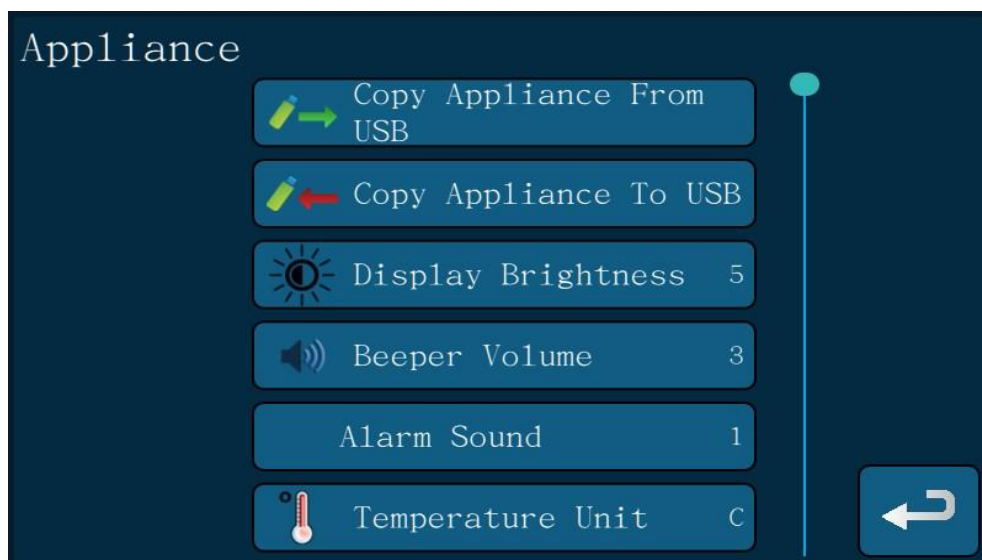 Appliance
Copy Appliance From
USB
Copy Appliance To USB
Display Brightness 5
Beeper Volume 3
Alarm Sound 1
Temperature Unit C